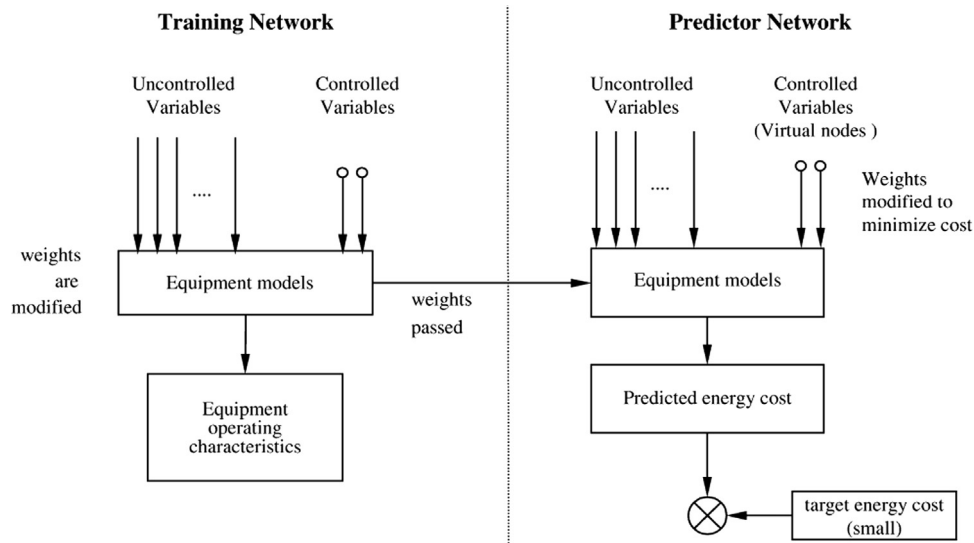 Training Network
Uncontrolled
Variables
Controlled
Variables
....
weights
are
modified
Equipment models
weights
passed
Equipment
operating
characteristics
Predictor Network
Uncontrolled
Variables
Controlled
Variables
(Virtual nodes )
....
Weights
modified to
minimize cost
Equipment models
Predicted energy cost
target energy cost
(small)